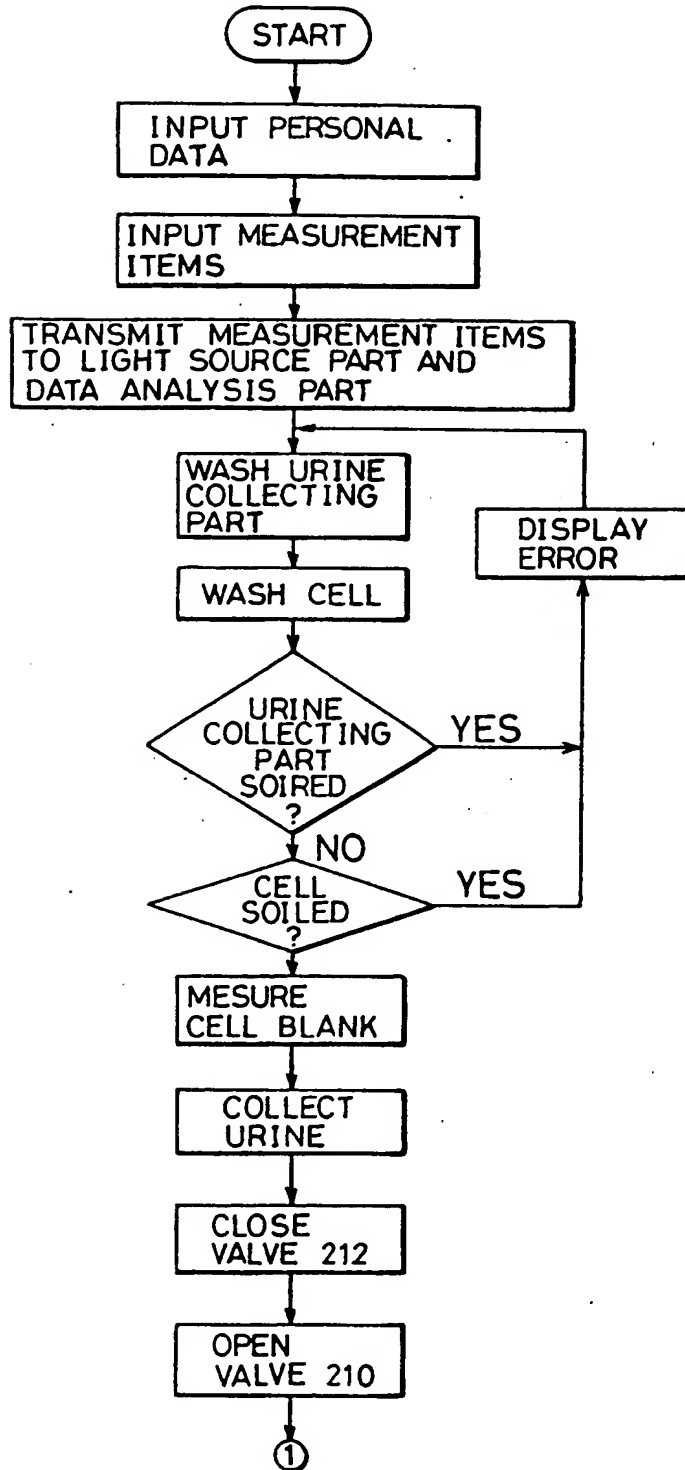 START
INPUT PERSONAL
DATA
INPUT MEASUREMENT
ITEMS
TRANSMIT MEASUREMENT ITEMS
TO LIGHT SOURCE PART AND
DATA ANALYSIS PART
WASH URINE
COLLECTING
PART
DISPLAY
ERROR
WASH CELL
URINE
COLLECTING
PART
SOIRED
?
YES
NO
CELL
SOILED
?
YES
MESURE
CELL BLANK
COLLECT
URINE
CLOSE
VALVE 212
OPEN
VALVE 210
①